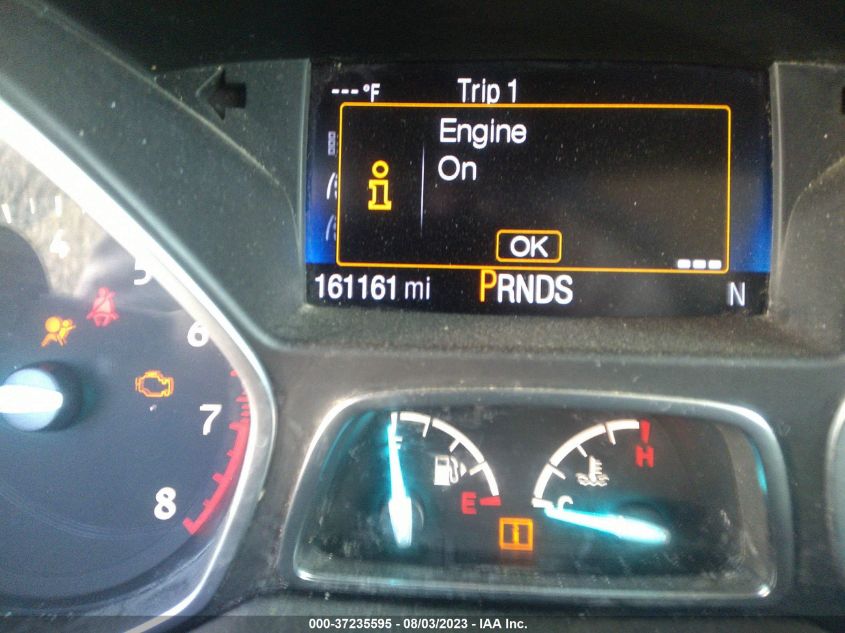 --- °F Trip 1
Engine
On
OK
161161 mi PRNDS N
4
5
6
7
8
F
E
C
H
000-37235595 - 08/03/2023 - IAA Inc.